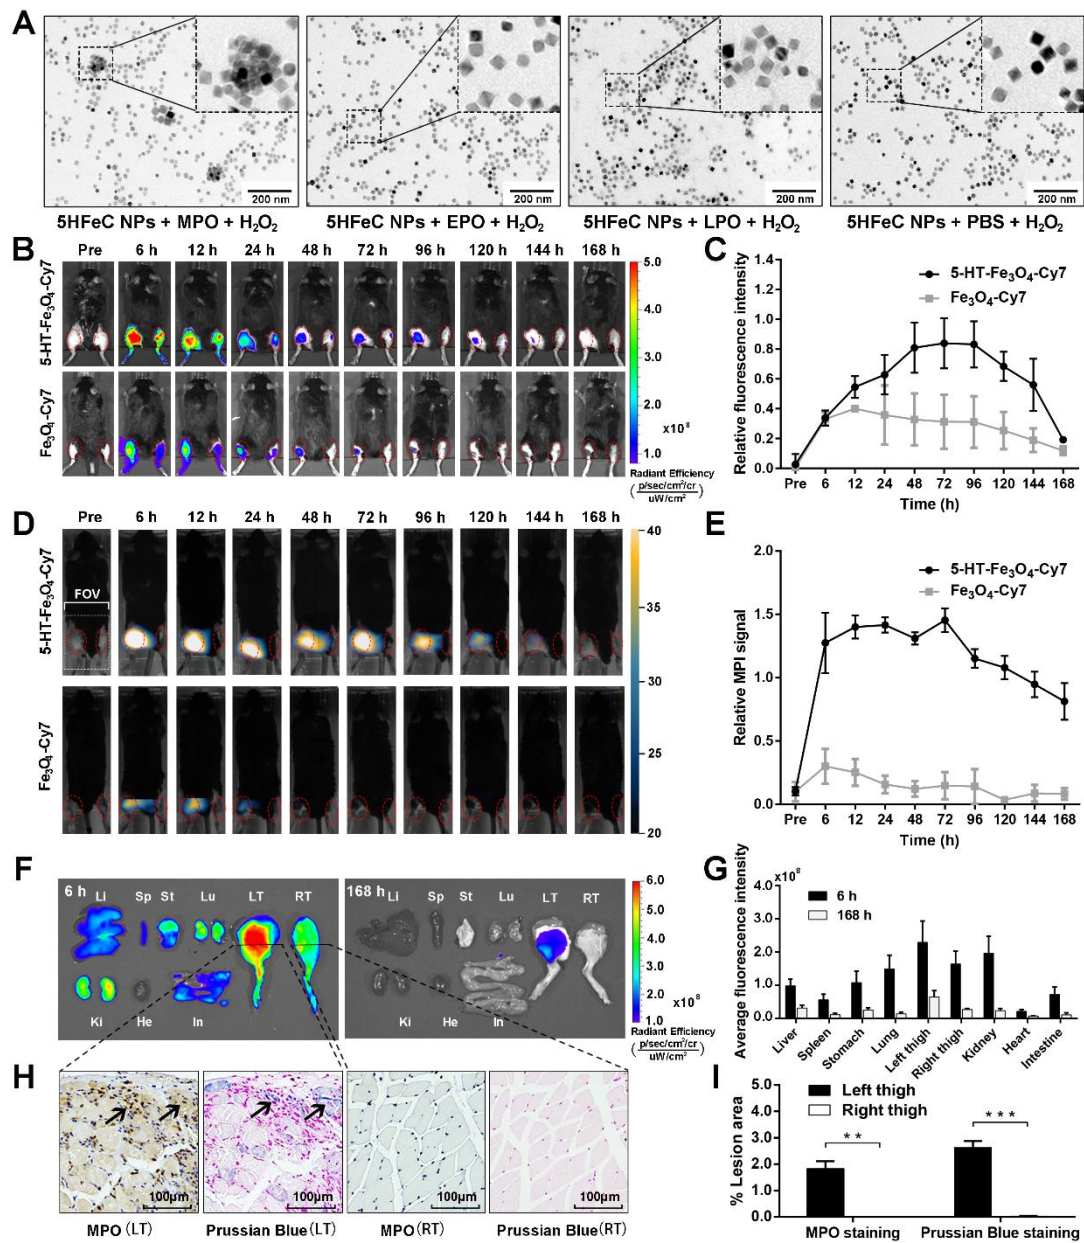 A
200 nm 200 nm 200 nm 200 nm
5HFeC NPs + MPO + H₂O₂ 5HFeC NPs + EPO + H₂O₂ 5HFeC NPs + LPO + H₂O₂ 5HFeC NPs + PBS + H₂O₂
B
Pre 6 h 12 h 24 h 48 h 72 h 96 h 120 h 144 h 168 h
5-HT-Fe₃O₄-Cy7
Fe₃O₄-Cy7
5.0
4.0
3.0
2.0
1.0
x10⁸
Radiant Efficiency
(p/sec/cm²/cr
uW/cm²)
C
Relative fluorescence intensity
1.4
1.2
1.0
0.8
0.6
0.4
0.2
0.0
5-HT-Fe₃O₄-Cy7
Fe₃O₄-Cy7
Pre 6 12 24 48 72 96 120 144 168
Time (h)
D
Pre 6 h 12 h 24 h 48 h 72 h 96 h 120 h 144 h 168 h
5-HT-Fe₃O₄-Cy7
FOV
Fe₃O₄-Cy7
40
35
30
25
20
E
Relative MPI signal
2.0
1.5
1.0
0.5
0.0
5-HT-Fe₃O₄-Cy7
Fe₃O₄-Cy7
Pre 6 12 24 48 72 96 120 144 168
Time (h)
F
6 h Li Sp St Lu LT RT
Ki He In
168 h Li Sp St Lu LT RT
Ki He In
6.0
5.0
4.0
3.0
2.0
x10⁸
1.0
Radiant Efficiency
(p/sec/cm²/cr
uW/cm²)
G
Average fluorescence intensity
x10⁸
4.0
3.0
2.0
1.0
0.0
6 h
168 h
Liver Spleen Stomach Lung Left thigh Right thigh Kidney Heart Intestine
H
100μm 100μm 100μm 100μm
MPO (LT) Prussian Blue(LT) MPO(RT) Prussian Blue(RT)
I
% Lesion area
5.0
4.0
3.0
2.0
1.0
0.0
Left thigh
Right thigh
**
***
MPO staining Prussian Blue staining